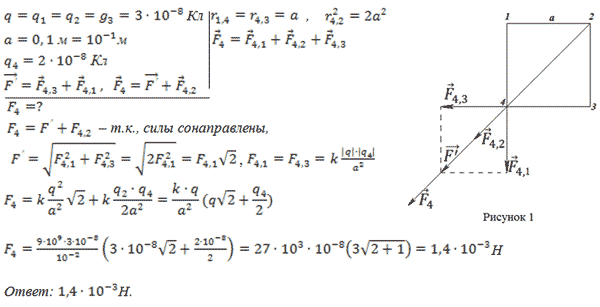 q = q₁ = q₂ = g₃ = 3 · 10⁻⁸ Кл
r₁,₄ = r₄,₃ = a , r²₄,₂ = 2a²
a = 0,1 м = 10⁻¹м
F⃗₄ = F⃗₄,₁ + F⃗₄,₂ + F⃗₄,₃
q₄ = 2 · 10⁻⁸ Кл
F⃗′ = F⃗₄,₃ + F⃗₄,₁ , F⃗₄ = F⃗′ + F⃗₄,₂
F₄ =?
F₄ = F′ + F₄,₂ – т.к., силы сонаправлены,
F′ = √(F²₄,₁ + F²₄,₃) = √(2F²₄,₁) = F₄,₁√2 , F₄,₁ = F₄,₃ = k |q|·|q₄| / a²
F₄ = k q²/a² √2 + k q₂ · q₄ / 2a² = k · q / a² (q√2 + q₄/2)
F₄ = 9·10⁹·3·10⁻⁸ / 10⁻² (3 · 10⁻⁸√2 + 2·10⁻⁸ / 2) = 27 · 10³ · 10⁻⁸(3√(2 + 1)) = 1,4 · 10⁻³ Н
Ответ: 1,4 · 10⁻³Н.
1
a
2
4
3
F⃗₄,₃
F⃗₄,₂
F⃗′
F⃗₄,₁
F⃗₄
Рисунок 1